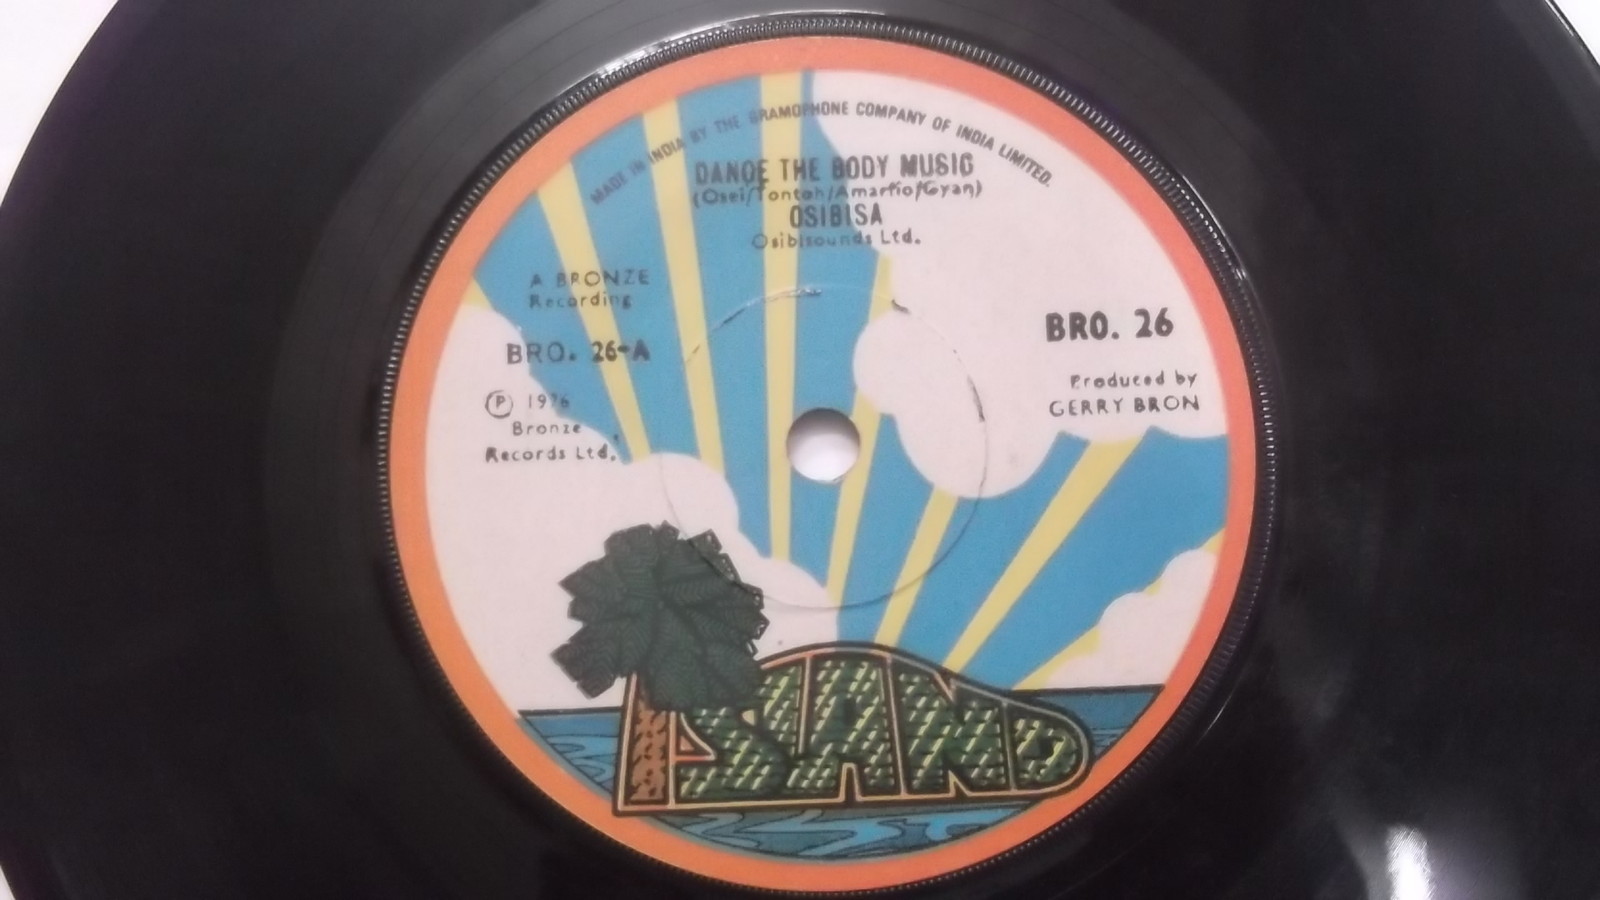 MADE IN INDIA BY THE GRAMOPHONE COMPANY OF INDIA LIMITED.
DANCE THE BODY MUSIC
(Osei/Tontoh/Amarfio/Gyan)
OSIBISA
Osibisounds Ltd.
A BRONZE
Recording
BRO. 26-A
Ⓟ 1976
Bronze
Records Ltd.
BRO. 26
Produced by
GERRY BRON
ISLAND